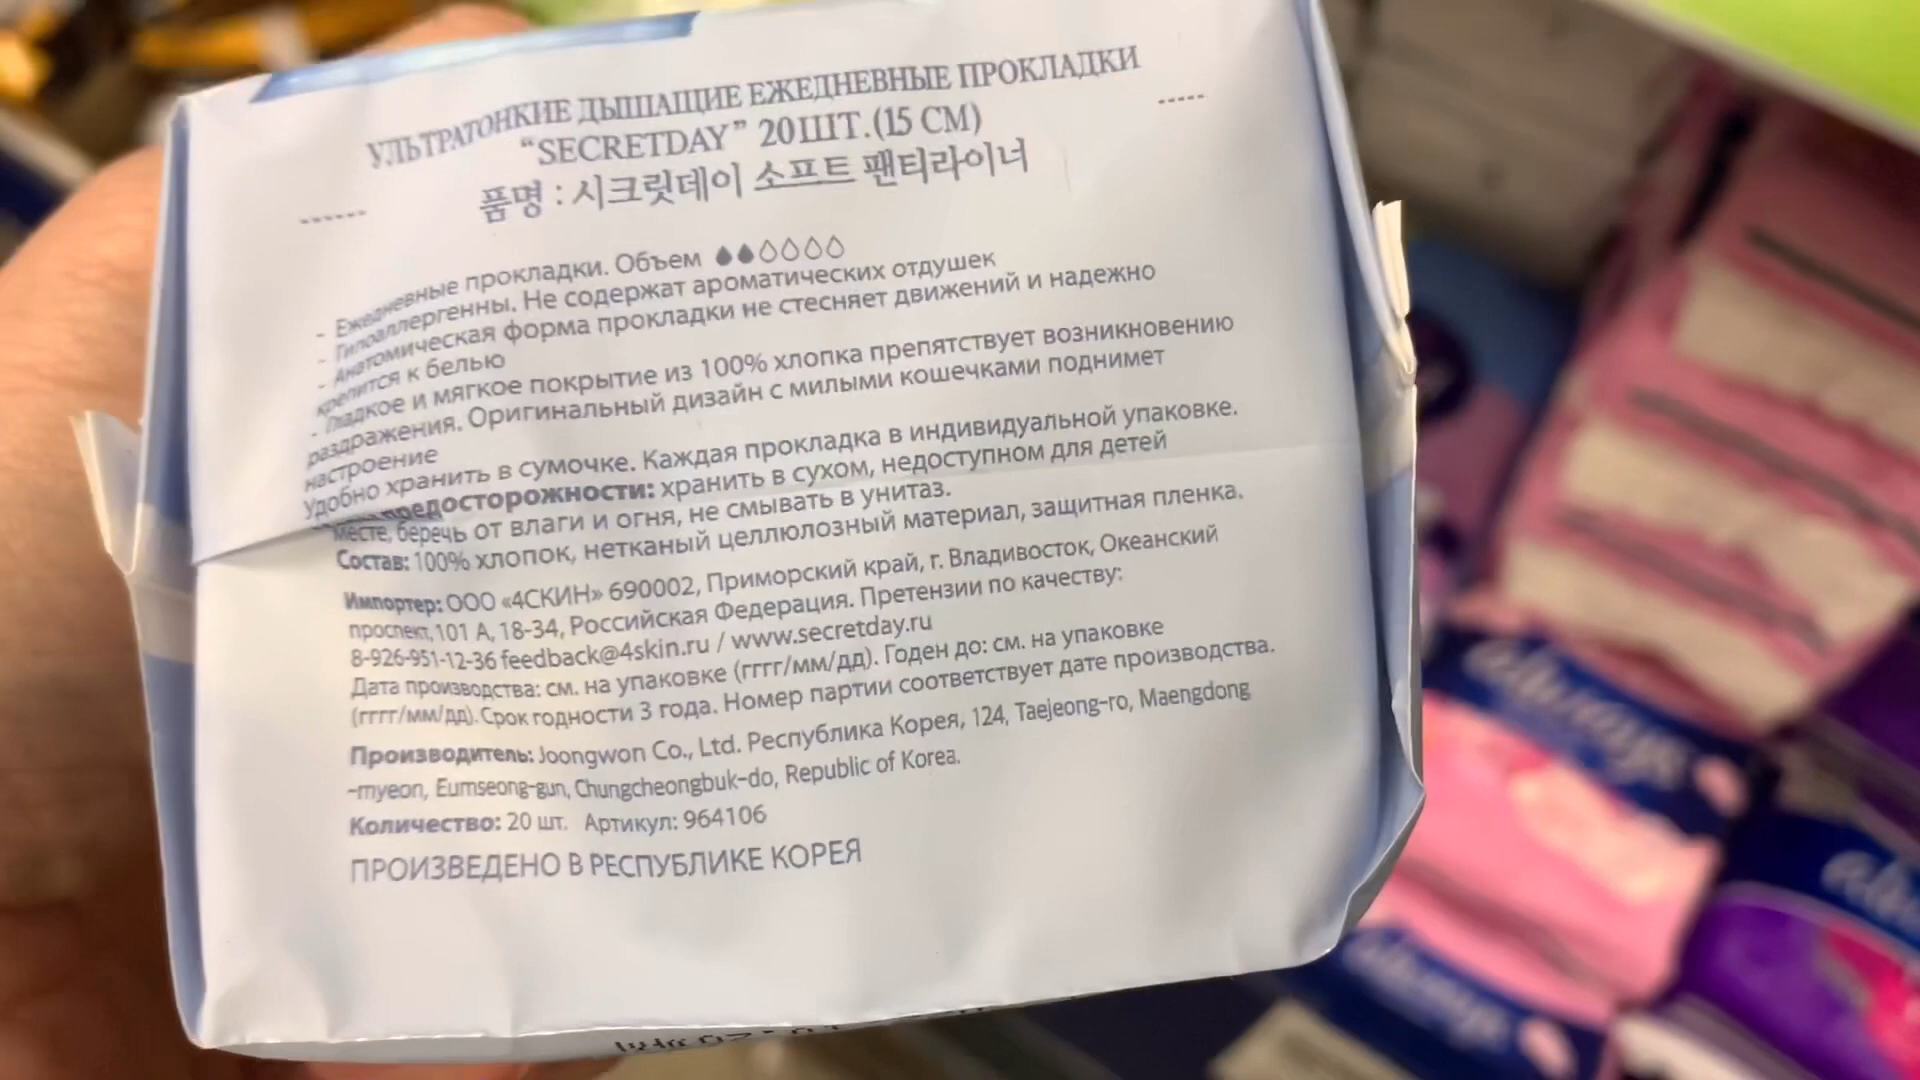 УЛЬТРАТОНКИЕ ДЫШАЩИЕ ЕЖЕДНЕВНЫЕ ПРОКЛАДКИ
“SECRETDAY” 20ШТ.(15 СМ)
품명 : 시크릿데이 소프트 팬티라이너
- Ежедневные прокладки. Объем
- Гипоаллергенны. Не содержат ароматических отдушек
- Анатомическая форма прокладки не стесняет движений и надежно
крепится к белью
- Гладкое и мягкое покрытие из 100% хлопка препятствует возникновению
раздражения. Оригинальный дизайн с милыми кошечками поднимет
настроение
Удобно хранить в сумочке. Каждая прокладка в индивидуальной упаковке.
предосторожности: хранить в сухом, недоступном для детей
месте, беречь от влаги и огня, не смывать в унитаз.
Состав: 100% хлопок, нетканый целлюлозный материал, защитная пленка.
Импортер: ООО «4СКИН» 690002, Приморский край, г. Владивосток, Океанский
проспект, 101 А, 18-34, Российская Федерация. Претензии по качеству:
8-926-951-12-36 feedback@4skin.ru / www.secretday.ru
Дата производства: см. на упаковке (гггг/мм/дд). Годен до: см. на упаковке
(гггг/мм/дд). Срок годности 3 года. Номер партии соответствует дате производства.
Производитель: Joongwon Co., Ltd. Республика Корея, 124, Taejeong-ro, Maengdong
-myeon, Eumseong-gun, Chungcheongbuk-do, Republic of Korea.
Количество: 20 шт. Артикул: 964106
ПРОИЗВЕДЕНО В РЕСПУБЛИКЕ КОРЕЯ
always
always